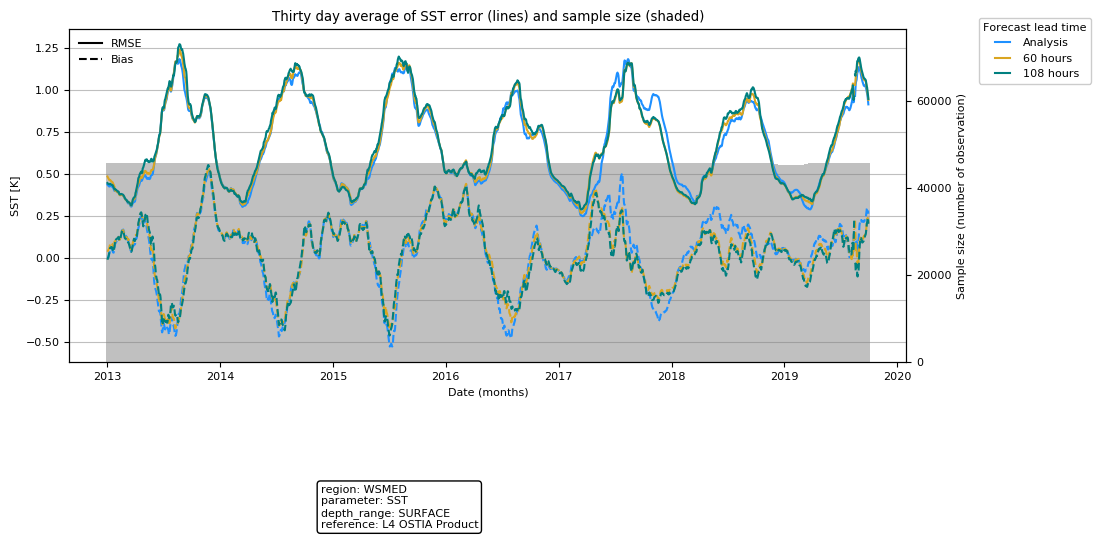 Thirty day average of SST error (lines) and sample size (shaded)
Forecast lead time
Analysis
60 hours
108 hours
RMSE
Bias
SST [K]
1.25
1.00
0.75
0.50
0.25
0.00
−0.25
−0.50
60000
40000
20000
0
Sample size (number of observation)
2013 2014 2015 2016 2017 2018 2019 2020
Date (months)
region: WSMED
parameter: SST
depth_range: SURFACE
reference: L4 OSTIA Product